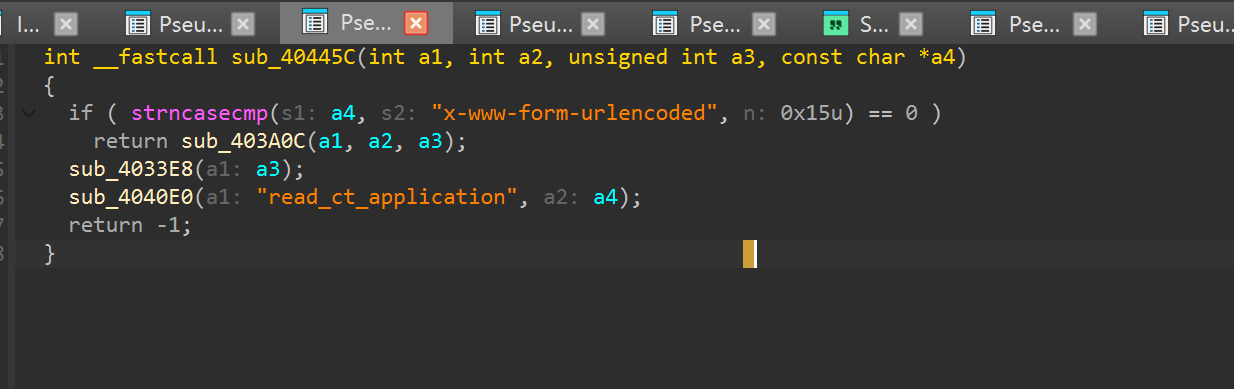 I... Pseu... Pse... Pseu... Pse... S... Pse... Pseu...
int __fastcall sub_40445C(int a1, int a2, unsigned int a3, const char *a4)
{
if ( strncasecmp(s1: a4, s2: "x-www-form-urlencoded", n: 0x15u) == 0 )
return sub_403A0C(a1, a2, a3);
sub_4033E8(a1: a3);
sub_4040E0(a1: "read_ct_application", a2: a4);
return -1;
}